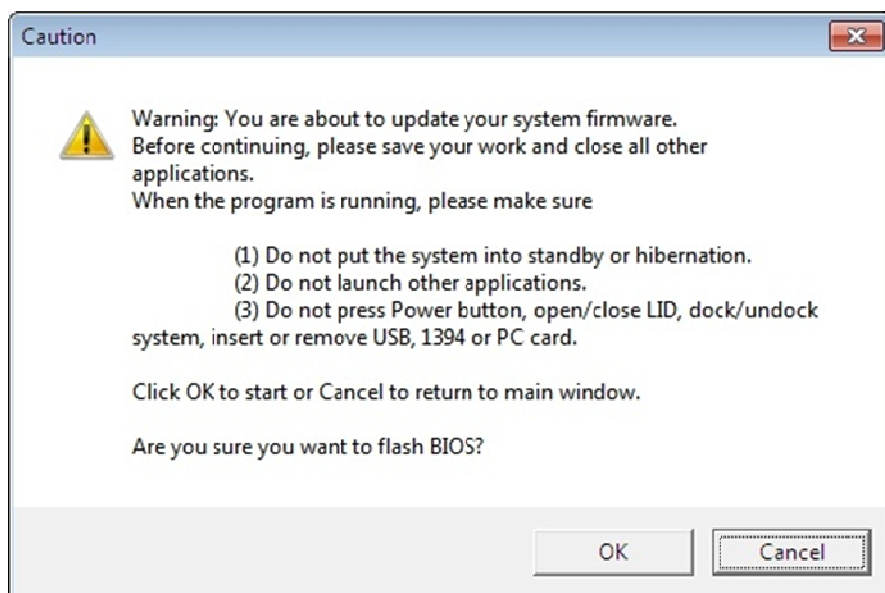 Caution
Warning: You are about to update your system firmware.
Before continuing, please save your work and close all other
applications.
When the program is running, please make sure
(1) Do not put the system into standby or hibernation.
(2) Do not launch other applications.
(3) Do not press Power button, open/close LID, dock/undock
system, insert or remove USB, 1394 or PC card.
Click OK to start or Cancel to return to main window.
Are you sure you want to flash BIOS?
OK
Cancel